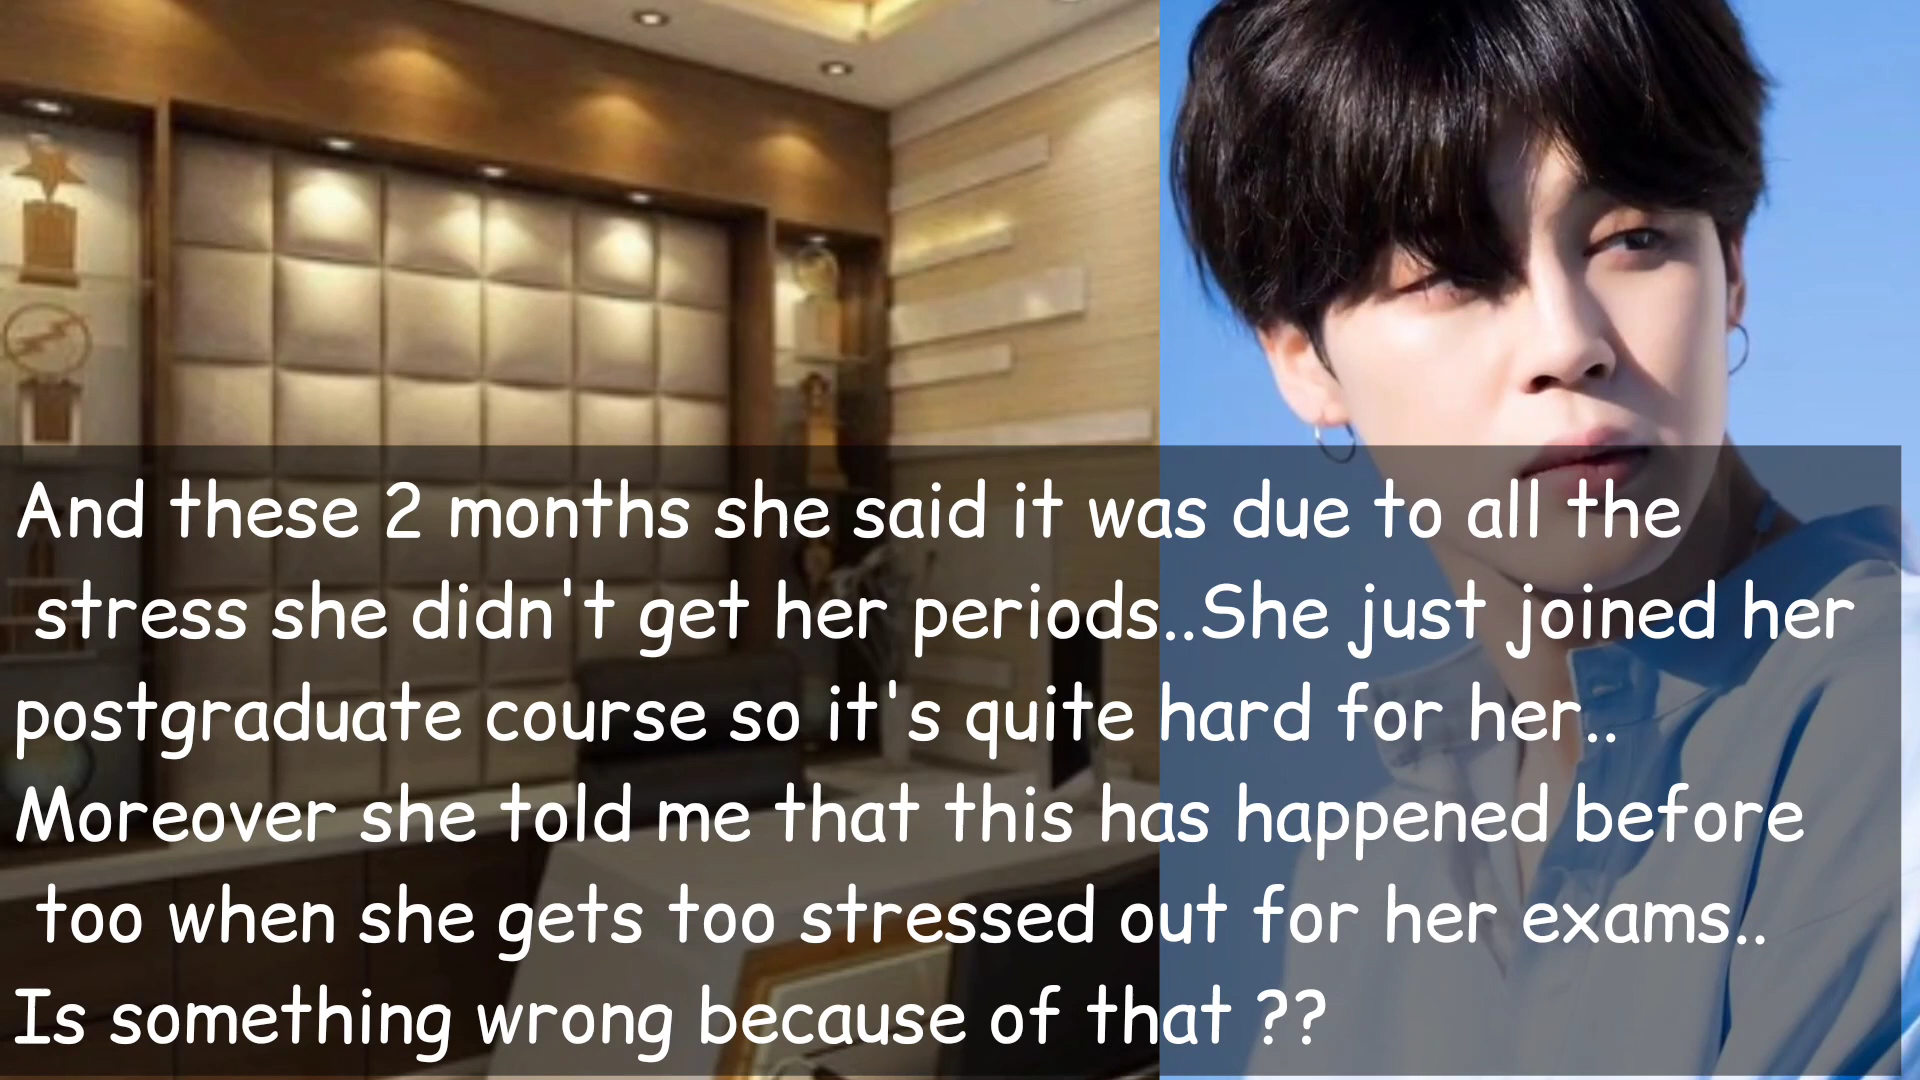 And these 2 months she said it was due to all the
stress she didn't get her periods..She just joined her
postgraduate course so it's quite hard for her..
Moreover she told me that this has happened before
too when she gets too stressed out for her exams..
Is something wrong because of that ??